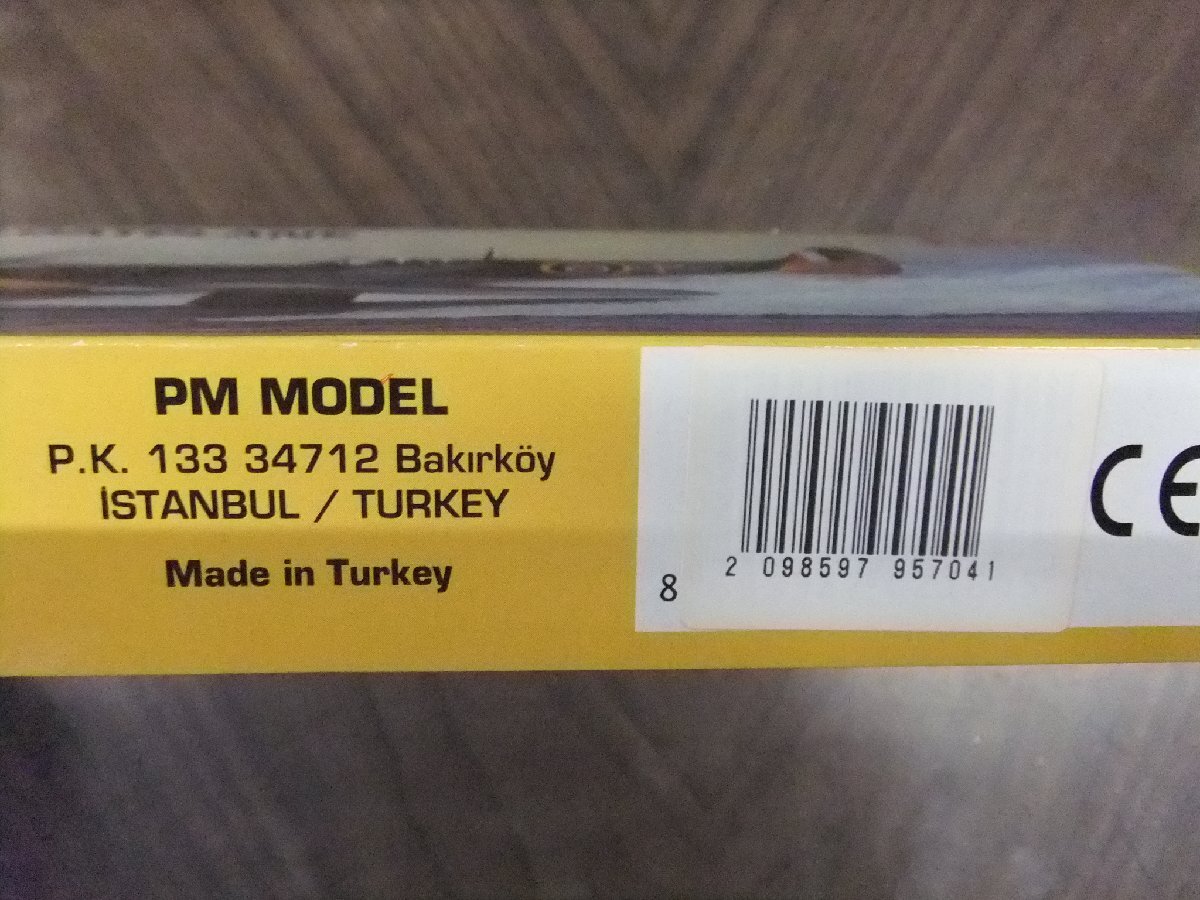 PM MODEL
P.K. 133 34712 Bakırköy
İSTANBUL / TURKEY
Made in Turkey
8
2 098597 957041
CE